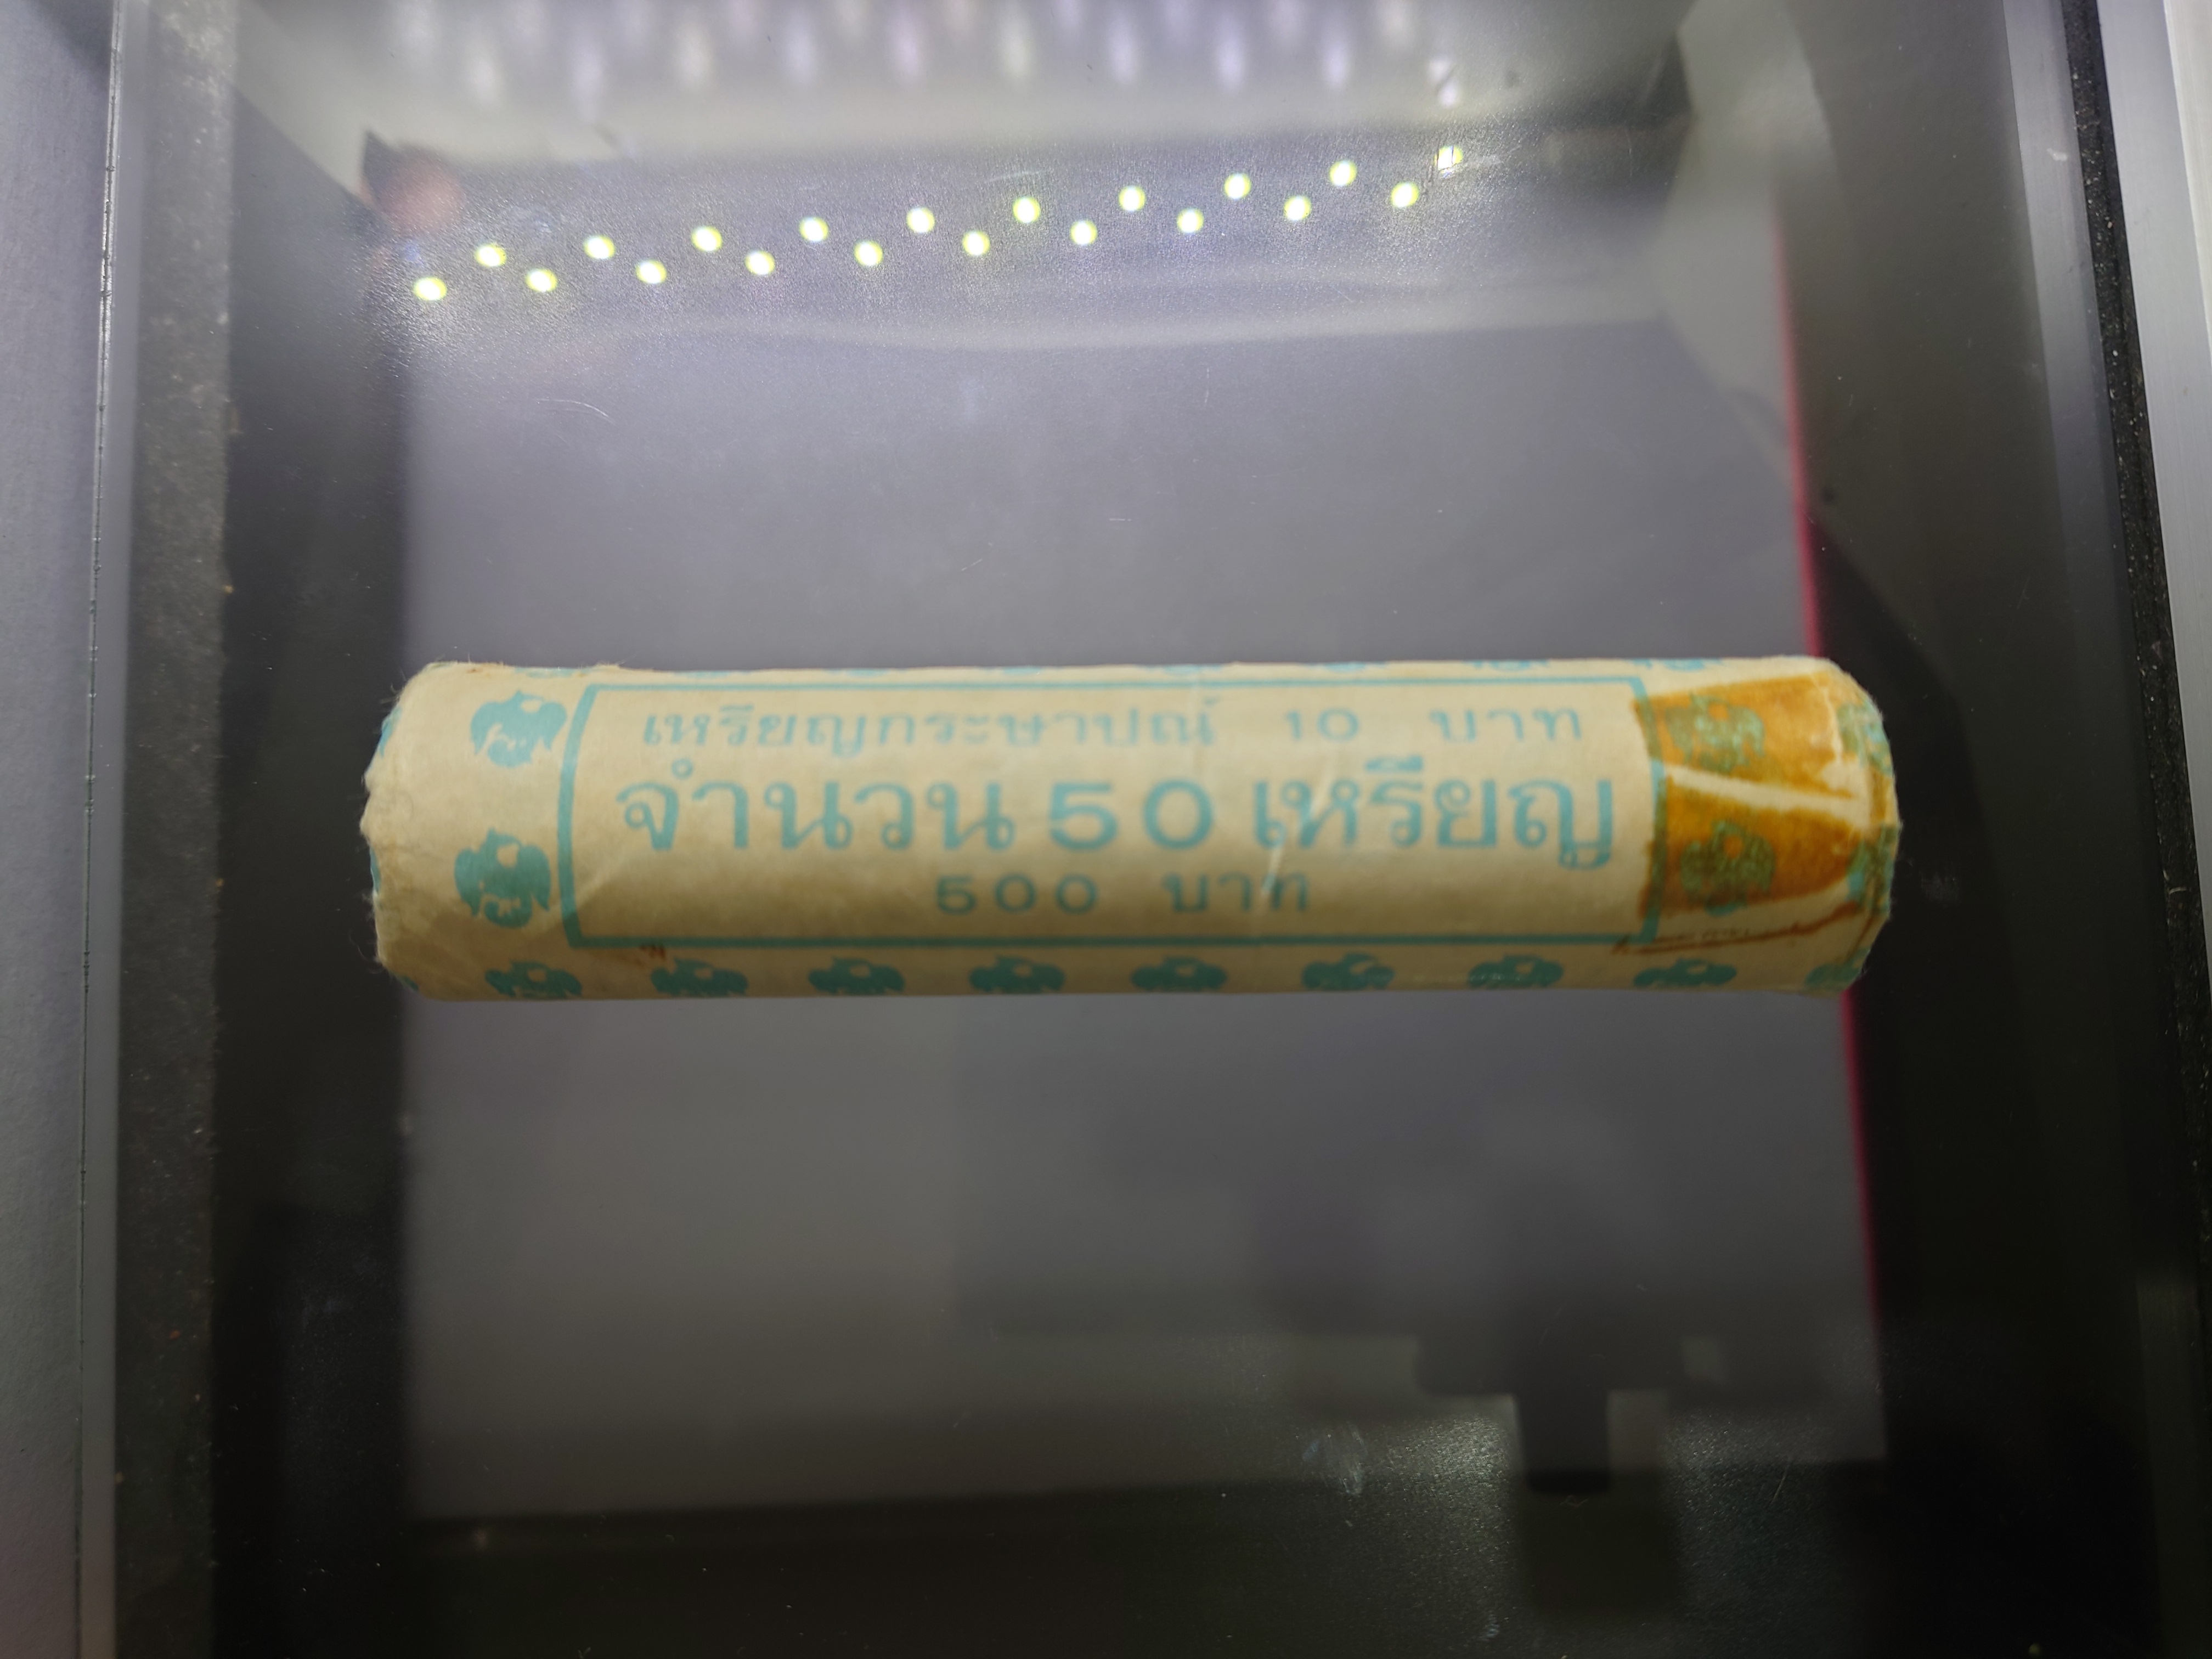 เหรียญกระษาปณ์ 10 บาท
จำนวน 50 เหรียญ
500 บาท